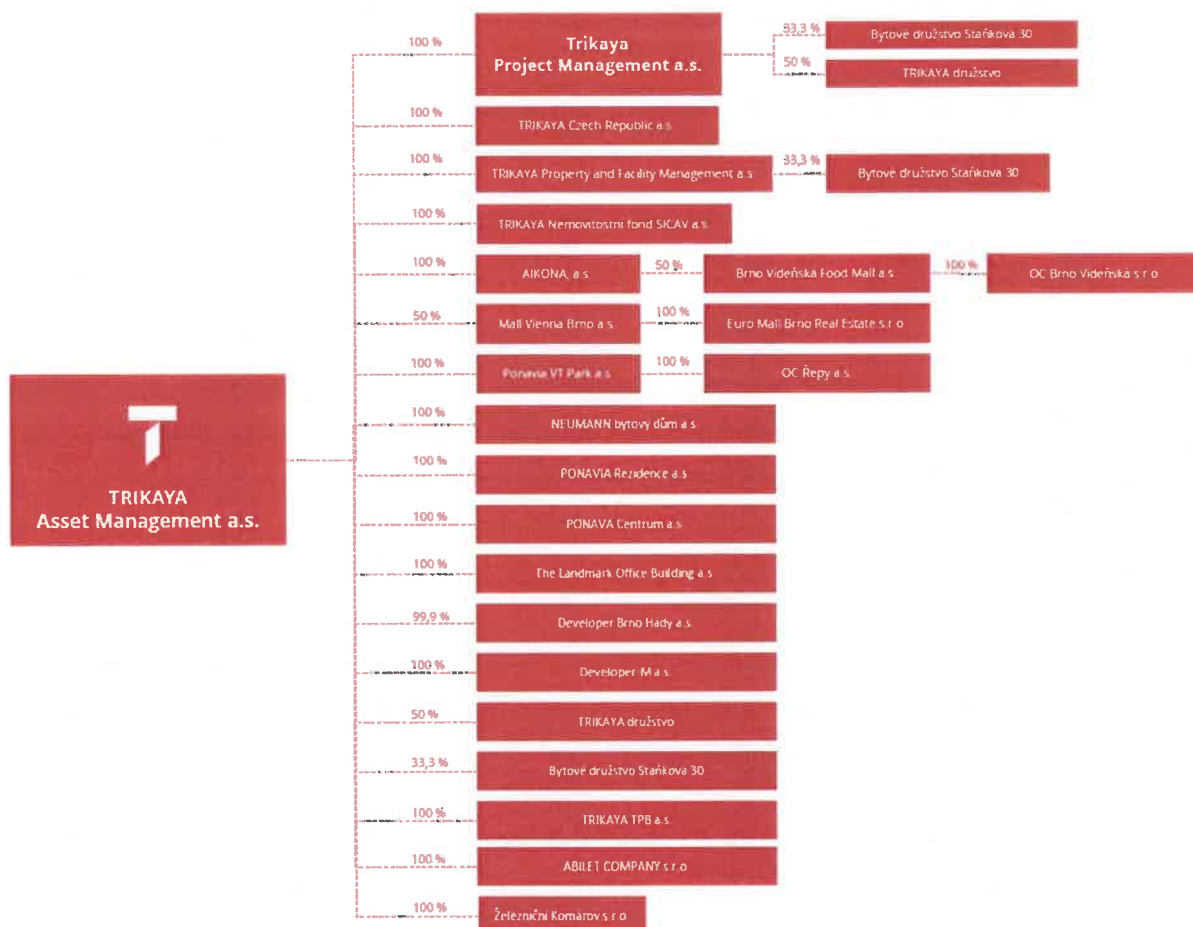 100 %
Trikaya
Project Management a.s.
33,3 %
Bytové družstvo Staňkova 30
50 %
TRIKAYA družstvo
100 %
TRIKAYA Czech Republic a.s.
100 %
TRIKAYA Property and Facility Management a.s.
33,3 %
Bytové družstvo Staňkova 30
100 %
TRIKAYA Nemovitostní fond SICAV a.s.
100 %
AIKONA, a.s.
50 %
Brno Vídeňská Food Mall a.s.
100 %
OC Brno Vídeňská s.r.o.
50 %
Mall Vienna Brno a.s.
100 %
Euro Mall Brno Real Estate s.r.o.
100 %
Ponavia VT Park a.s.
100 %
OC Řepy a.s.
100 %
NEUMANN bytový dům a.s.
100 %
PONAVIA Rezidence a.s.
TRIKAYA
Asset Management a.s.
100 %
PONAVA Centrum a.s.
100 %
The Landmark Office Building a.s.
99,9 %
Developer Brno Hády a.s.
100 %
Developer IM a.s.
50 %
TRIKAYA družstvo
33,3 %
Bytové družstvo Staňkova 30
100 %
TRIKAYA TPB a.s.
100 %
ABILET COMPANY s.r.o.
100 %
Železniční Komárov s.r.o.